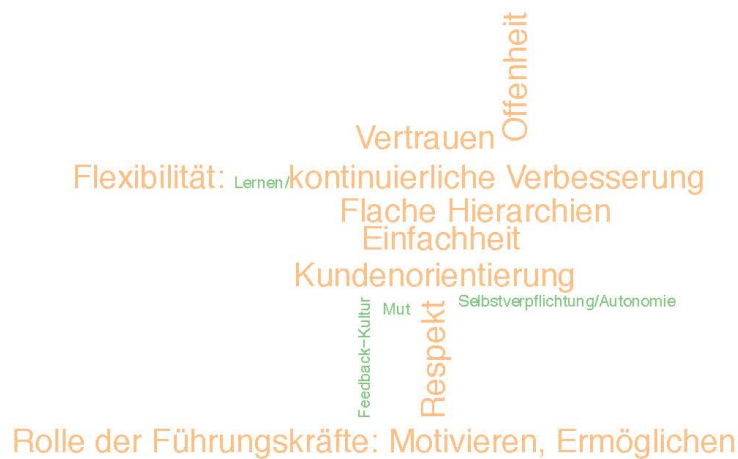 Offenheit
Vertrauen
Flexibilität: Lernen/kontinuierliche Verbesserung
Flache Hierarchien
Einfachheit
Kundenorientierung
Feedback-Kultur
Mut
Respekt
Selbstverpflichtung/Autonomie
Rolle der Führungskräfte: Motivieren, Ermöglichen